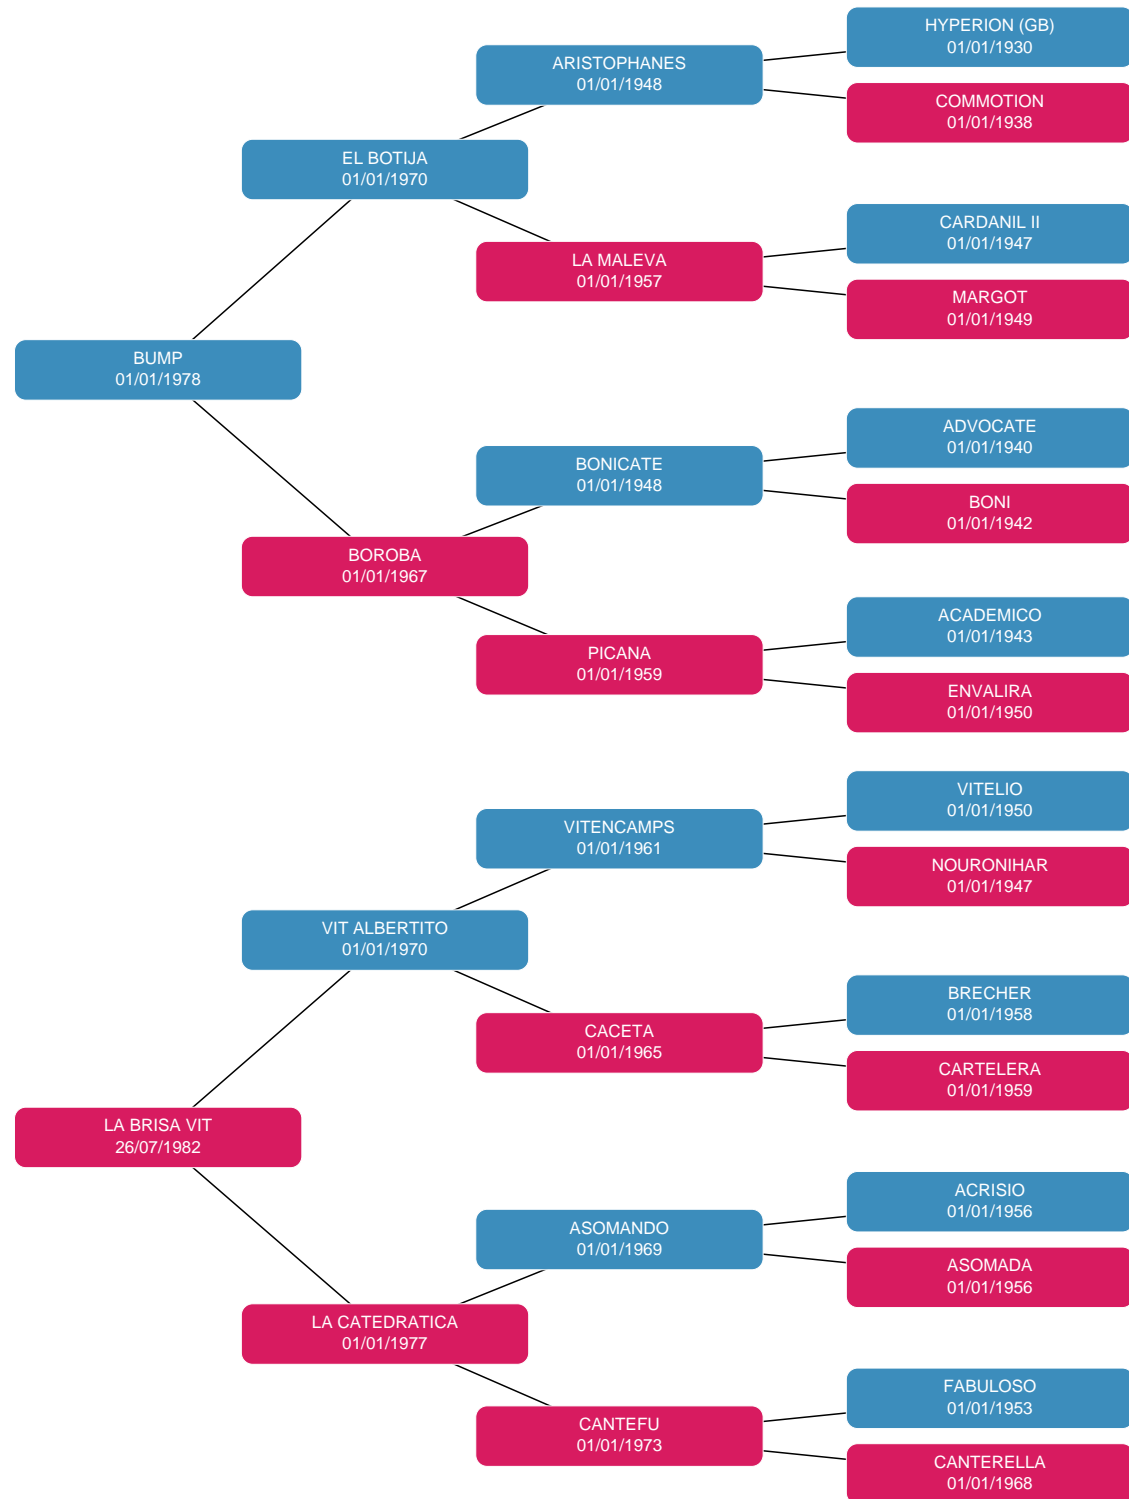 HYPERION (GB)
01/01/1930
ARISTOPHANES
01/01/1948
COMMOTION
01/01/1938
EL BOTIJA
01/01/1970
CARDANIL II
01/01/1947
LA MALEVA
01/01/1957
MARGOT
01/01/1949
BUMP
01/01/1978
ADVOCATE
01/01/1940
BONICATE
01/01/1948
BONI
01/01/1942
BOROBA
01/01/1967
ACADEMICO
01/01/1943
PICANA
01/01/1959
ENVALIRA
01/01/1950
VITELIO
01/01/1950
VITENCAMPS
01/01/1961
NOURONIHAR
01/01/1947
VIT ALBERTITO
01/01/1970
BRECHER
01/01/1958
CACETA
01/01/1965
CARTELERA
01/01/1959
LA BRISA VIT
26/07/1982
ACRISIO
01/01/1956
ASOMANDO
01/01/1969
ASOMADA
01/01/1956
LA CATEDRATICA
01/01/1977
FABULOSO
01/01/1953
CANTEFU
01/01/1973
CANTERELLA
01/01/1968